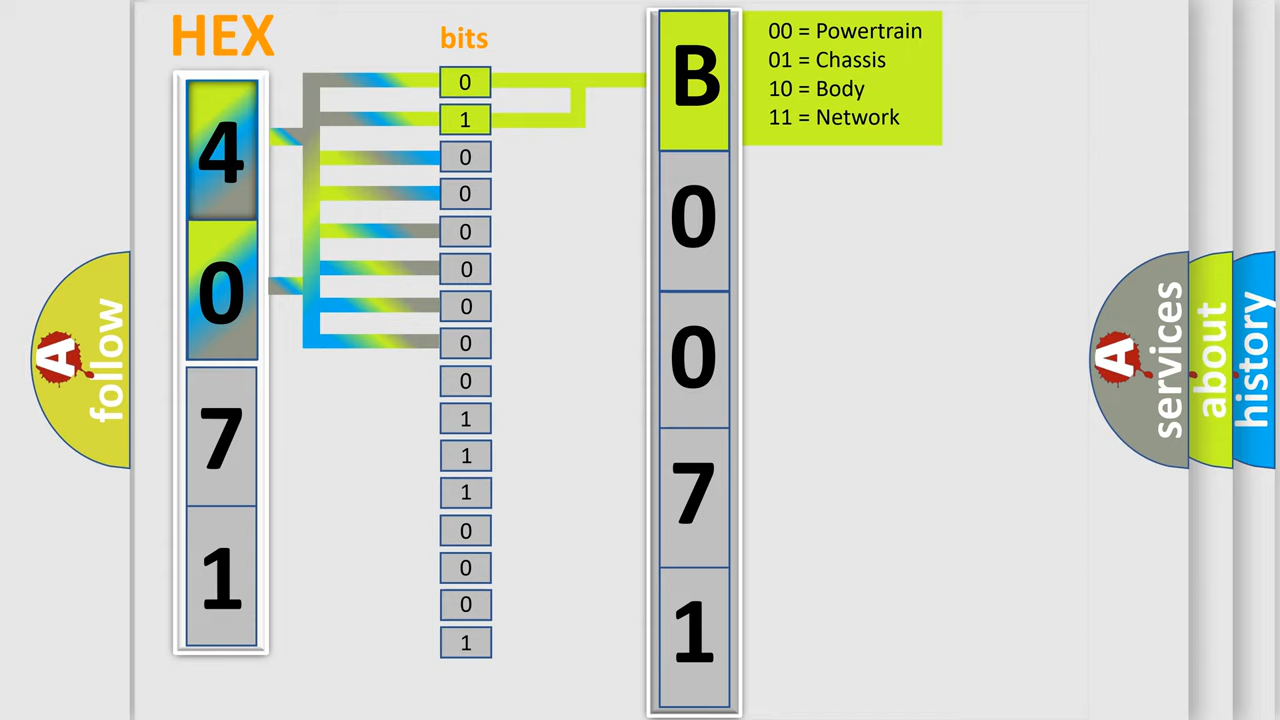 HEX
bits
4
0
7
1
0
1
0
0
0
0
0
0
0
1
1
1
0
0
0
1
B
0
0
7
1
00 = Powertrain
01 = Chassis
10 = Body
11 = Network
A
follow
A
services
about
history